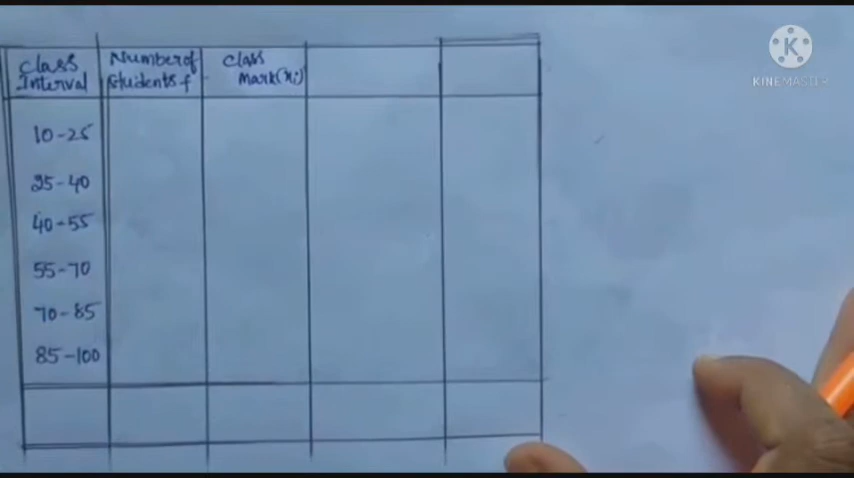 Class
Interval
Number of
Students f
Class
Mark(xi)
10-25
25-40
40-55
55-70
70-85
85-100
K
KINEMASTER